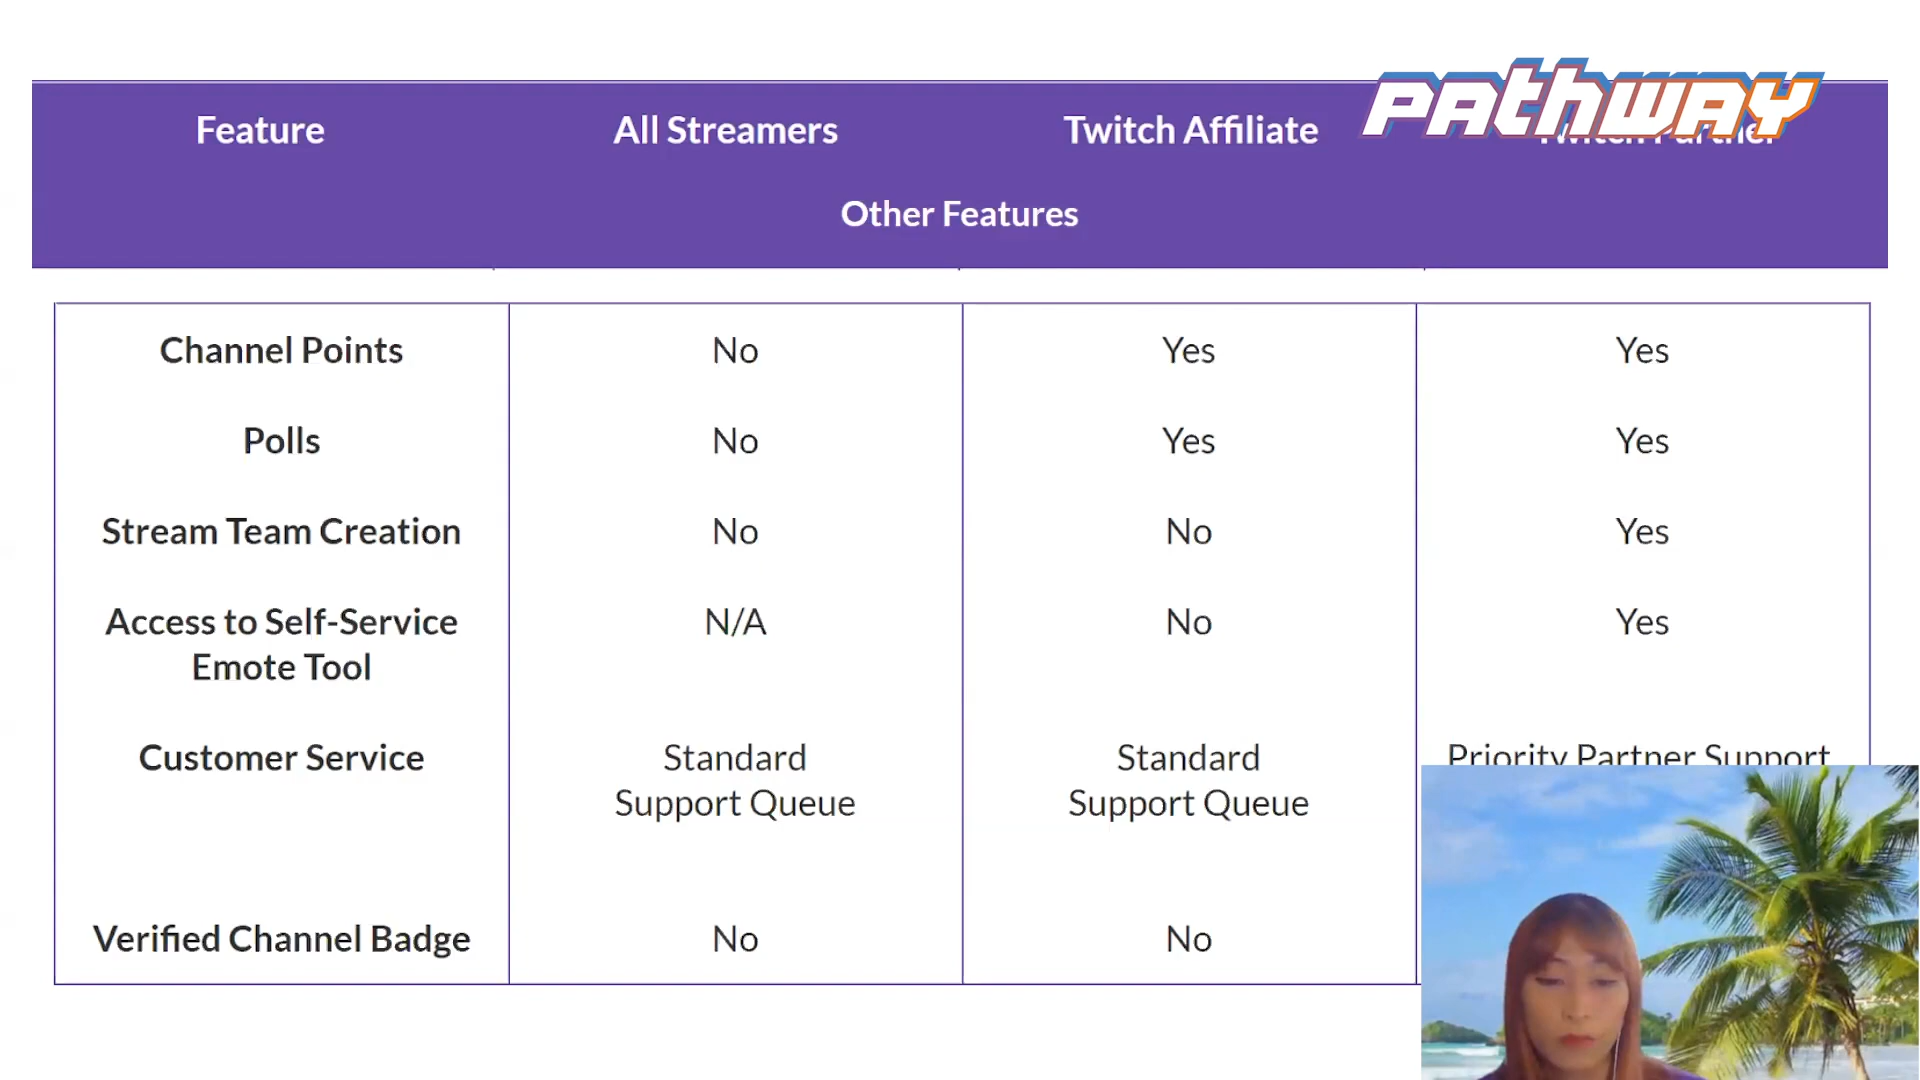 PATHWAY
Feature All Streamers Twitch Affiliate Twitch Partner
Other Features
Channel Points No Yes Yes
Polls No Yes Yes
Stream Team Creation No No Yes
Access to Self-Service N/A No Yes
Emote Tool
Customer Service Standard Standard Priority Partner Support
Support Queue Support Queue
Verified Channel Badge No No